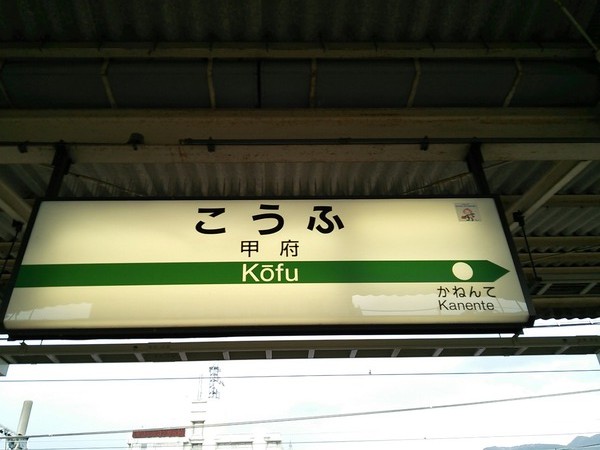 こうふ
甲府
Kōfu
かねんて
Kanente